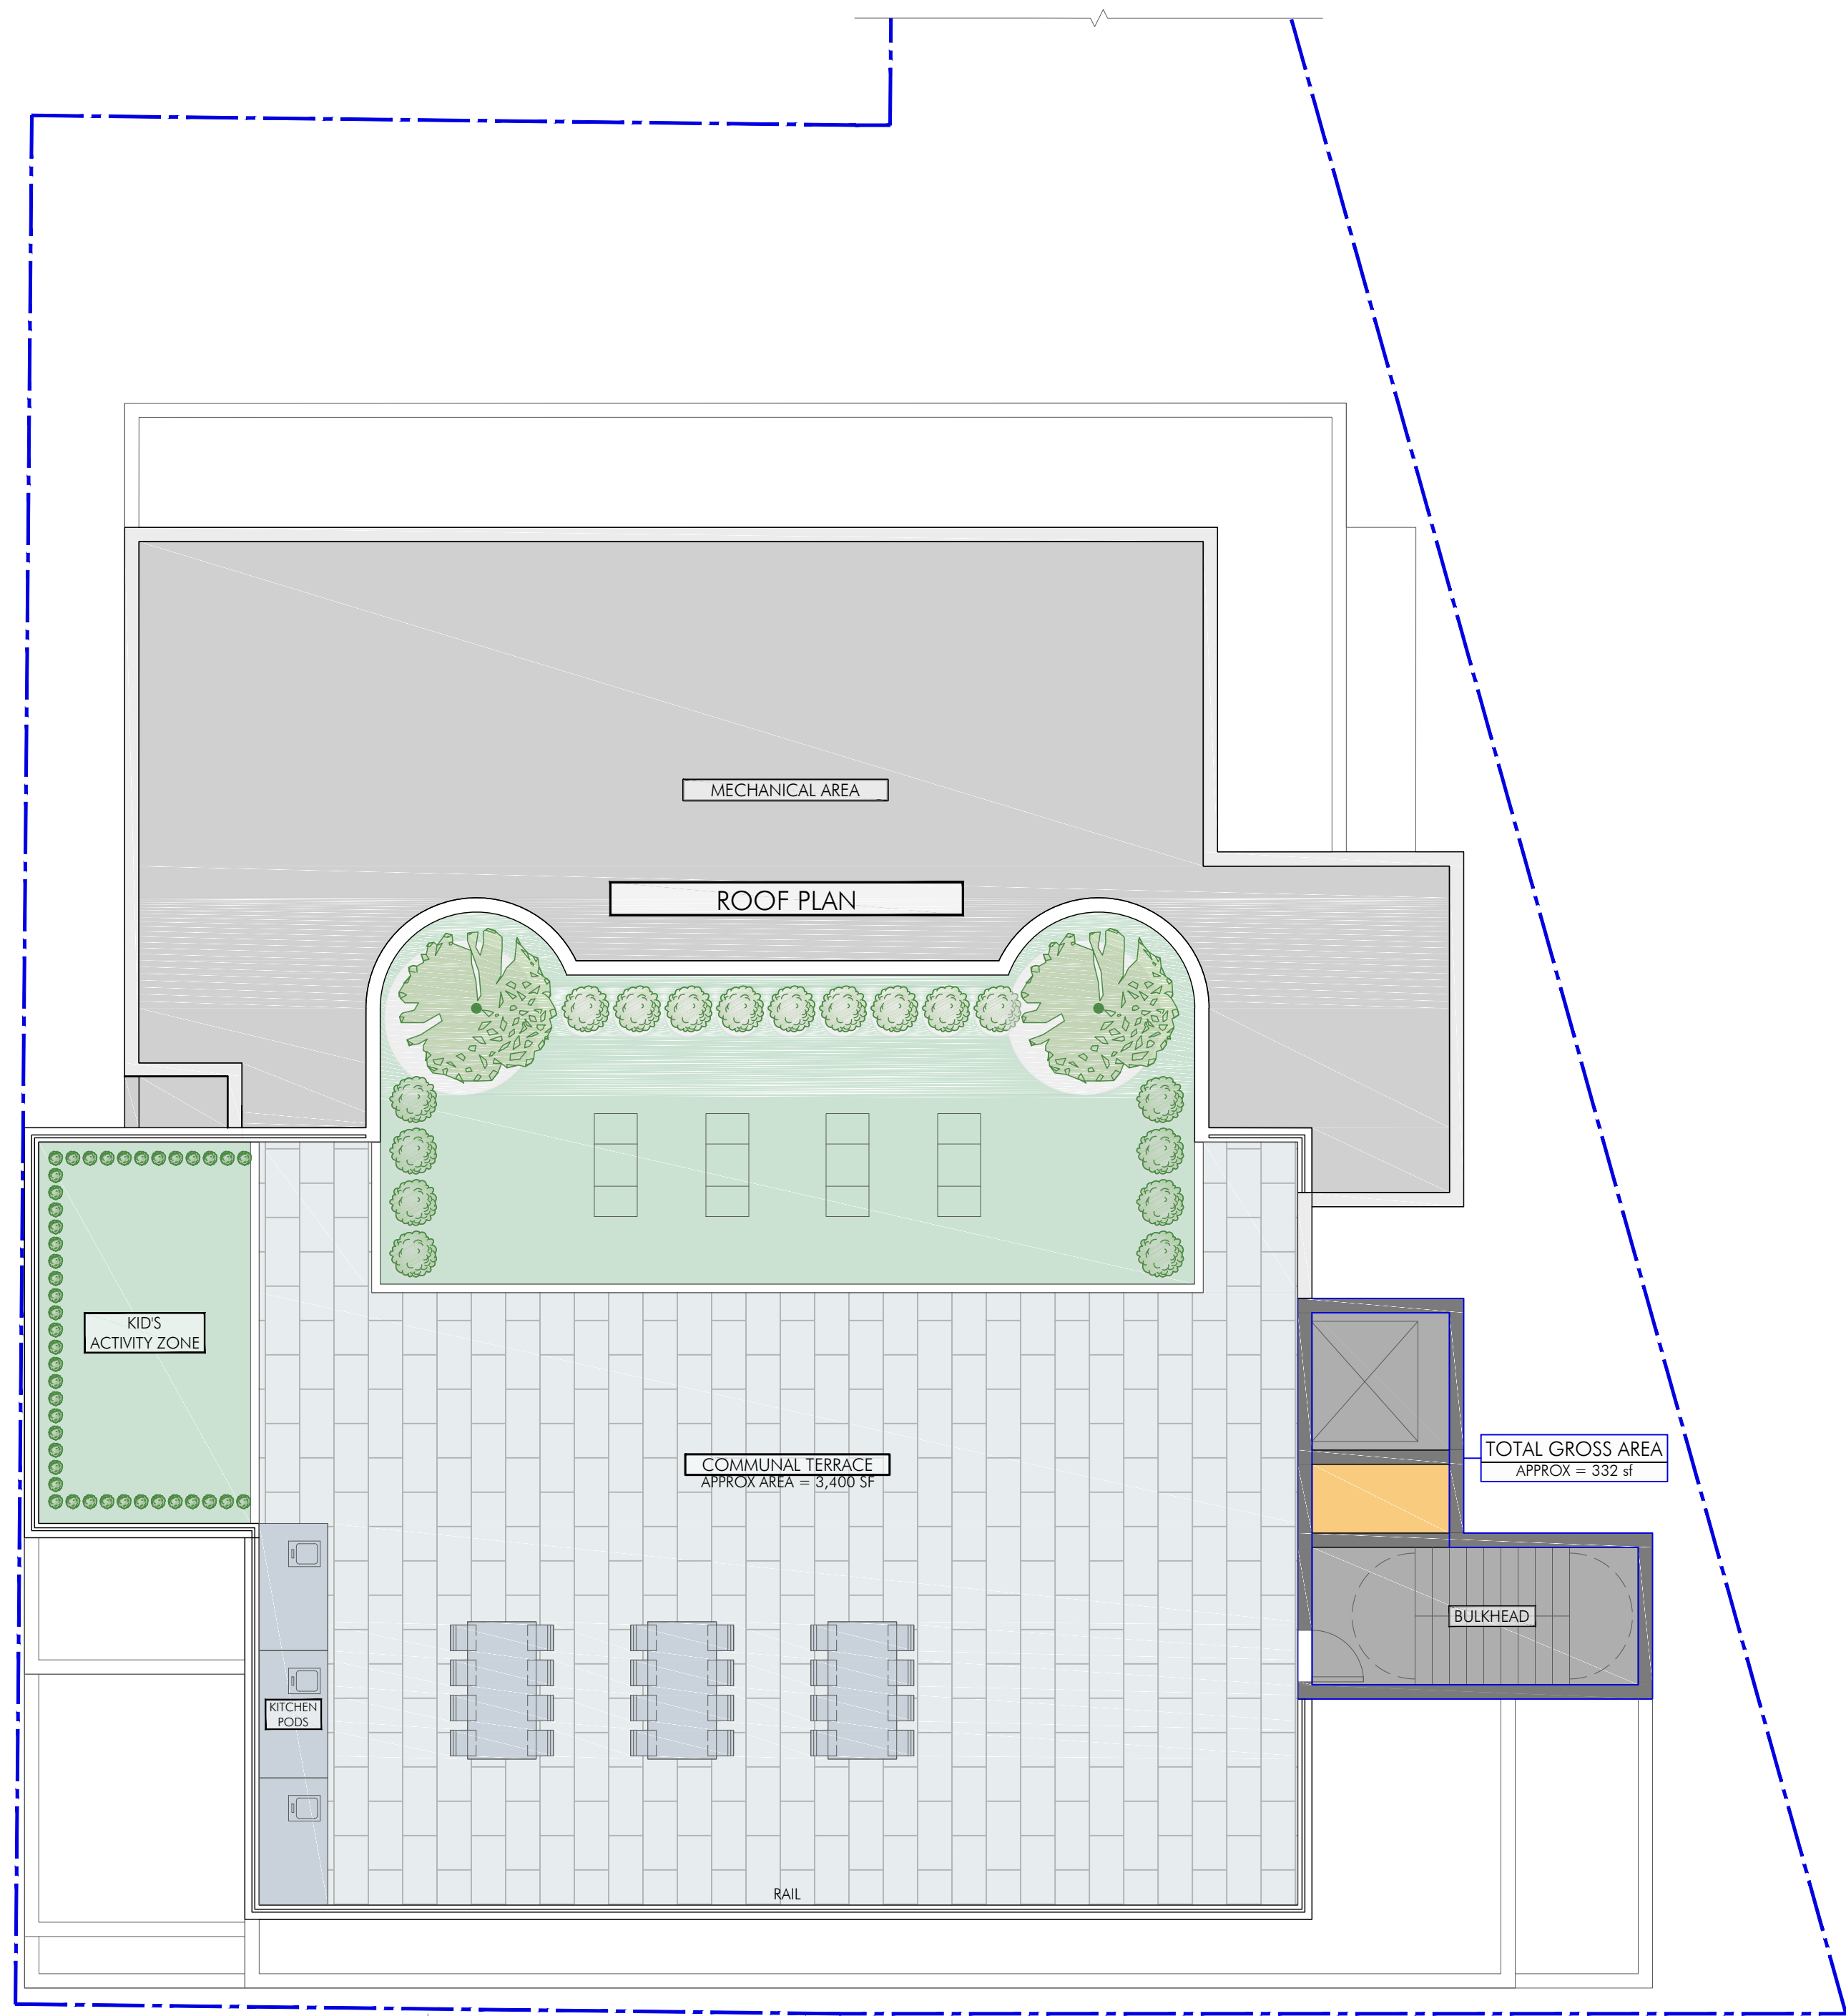 MECHANICAL AREA
ROOF PLAN
KID'S
ACTIVITY ZONE
COMMUNAL TERRACE
APPROX AREA = 3,400 SF
TOTAL GROSS AREA
APPROX = 332 sf
BULKHEAD
KITCHEN
PODS
RAIL